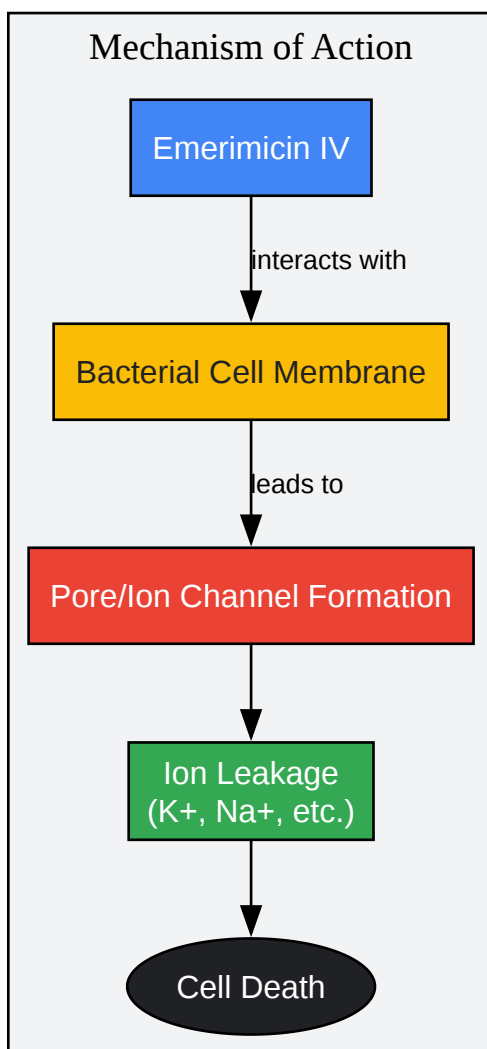 Mechanism of Action
Emerimicin IV
interacts with
Bacterial Cell Membrane
leads to
Pore/Ion Channel Formation
Ion Leakage
(K+, Na+, etc.)
Cell Death